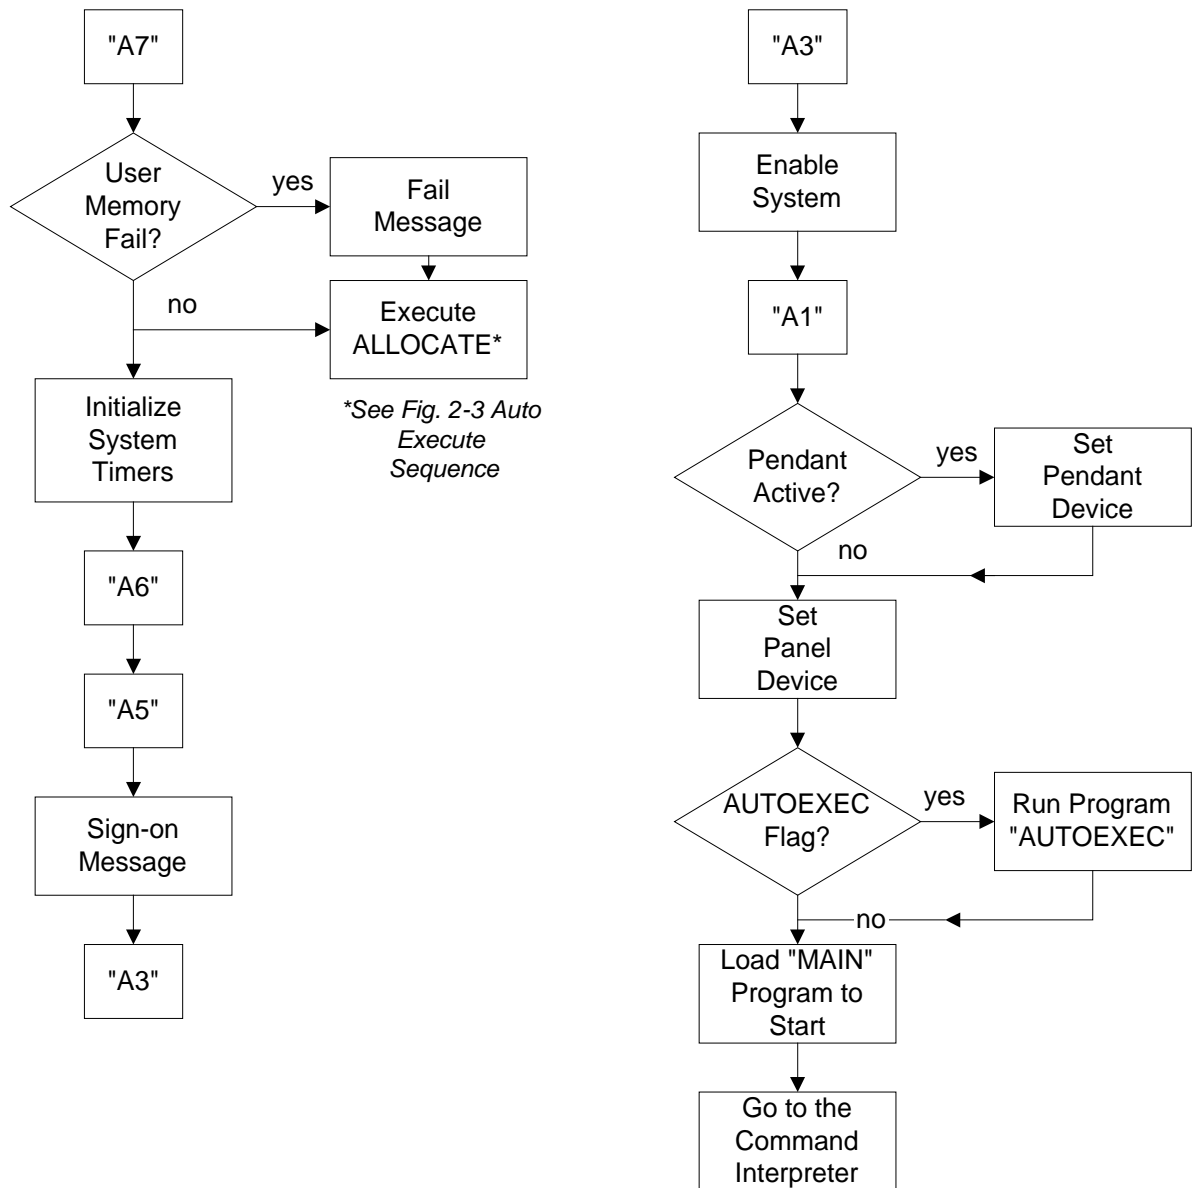 "A7"
User
Memory
Fail?
yes
Fail
Message
no
Execute
ALLOCATE*
*See Fig. 2-3 Auto
Execute
Sequence
Initialize
System
Timers
"A6"
"A5"
Sign-on
Message
"A3"
"A3"
Enable
System
"A1"
Pendant
Active?
yes
Set
Pendant
Device
no
Set
Panel
Device
AUTOEXEC
Flag?
yes
Run Program
"AUTOEXEC"
no
Load "MAIN"
Program to
Start
Go to the
Command
Interpreter